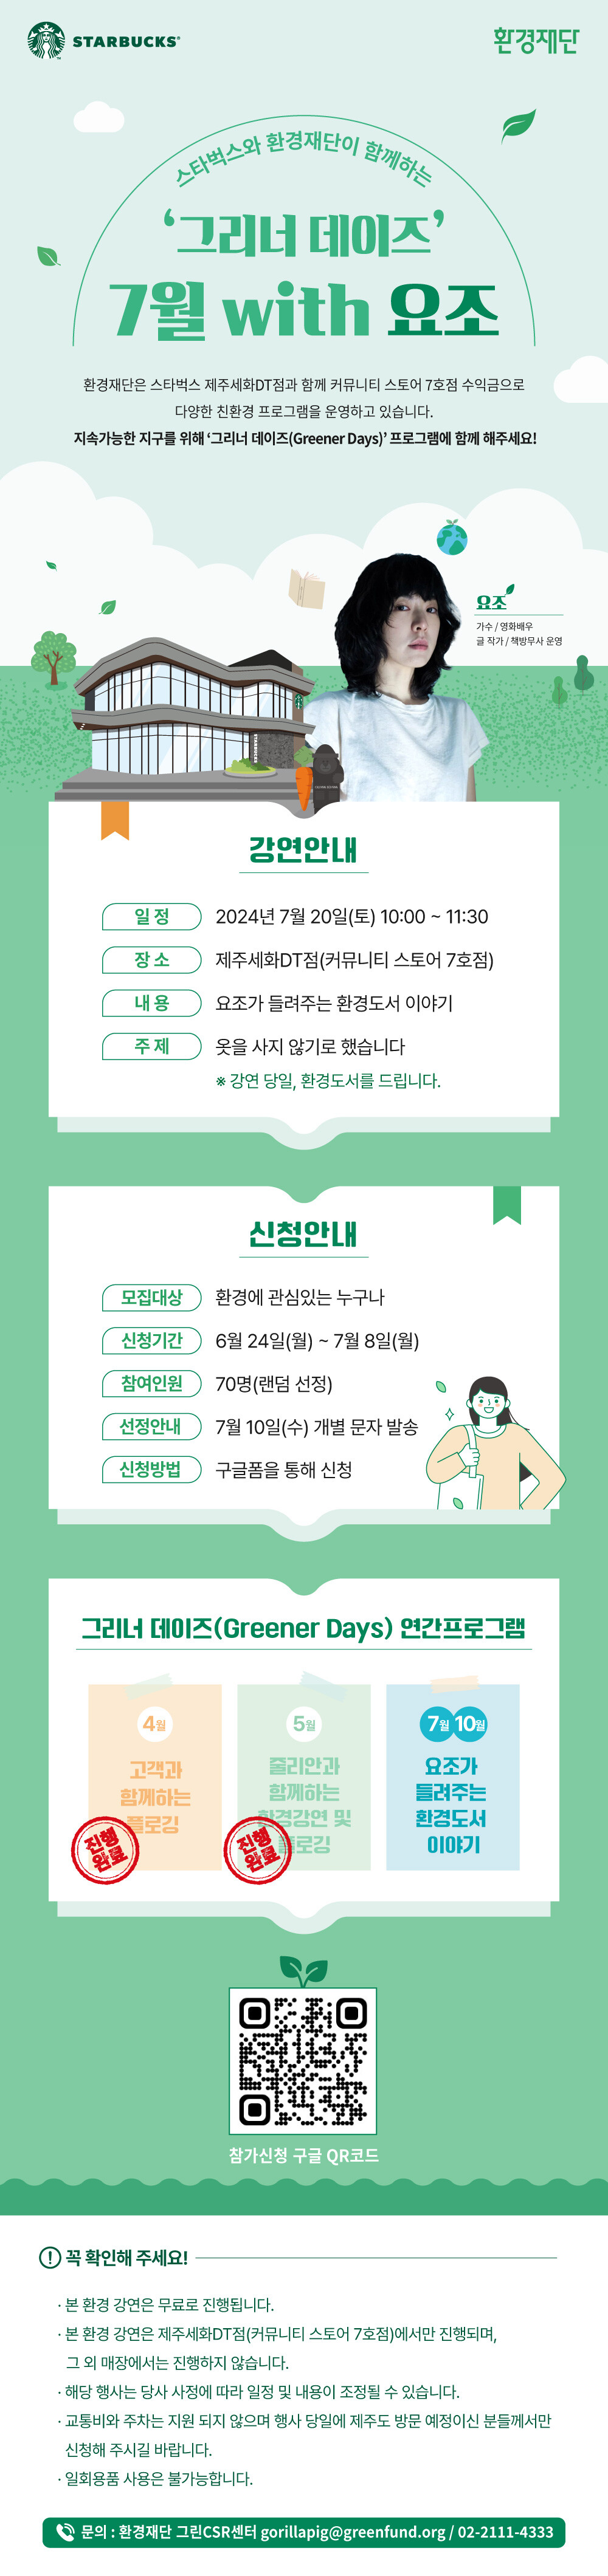 STARBUCKS
환경재단
스타벅스와 환경재단이 함께하는
‘그리너 데이즈’
7월 with 요조
환경재단은 스타벅스 제주세화DT점과 함께 커뮤니티 스토어 7호점 수익금으로
다양한 친환경 프로그램을 운영하고 있습니다.
지속가능한 지구를 위해 ‘그리너 데이즈(Greener Days)’ 프로그램에 함께 해주세요!
요조
가수 / 영화배우
글 작가 / 책방무사 운영
STARBUCKS
강연안내
일 정 2024년 7월 20일(토) 10:00 ~ 11:30
장 소 제주세화DT점(커뮤니티 스토어 7호점)
내 용 요조가 들려주는 환경도서 이야기
주 제 옷을 사지 않기로 했습니다
※ 강연 당일, 환경도서를 드립니다.
신청안내
모집대상 환경에 관심있는 누구나
신청기간 6월 24일(월) ~ 7월 8일(월)
참여인원 70명(랜덤 선정)
선정안내 7월 10일(수) 개별 문자 발송
신청방법 구글폼을 통해 신청
그리너 데이즈(Greener Days) 연간프로그램
4월
고객과
함께하는
플로깅
진행
완료
5월
줄리안과
함께하는
환경강연 및
플로깅
진행
완료
7월 10월
요조가
들려주는
환경도서
이야기
참가신청 구글 QR코드
꼭 확인해 주세요!
· 본 환경 강연은 무료로 진행됩니다.
· 본 환경 강연은 제주세화DT점(커뮤니티 스토어 7호점)에서만 진행되며,
그 외 매장에서는 진행하지 않습니다.
· 해당 행사는 당사 사정에 따라 일정 및 내용이 조정될 수 있습니다.
· 교통비와 주차는 지원 되지 않으며 행사 당일에 제주도 방문 예정이신 분들께서만
신청해 주시길 바랍니다.
· 일회용품 사용은 불가능합니다.
문의 : 환경재단 그린CSR센터 gorillapig@greenfund.org / 02-2111-4333